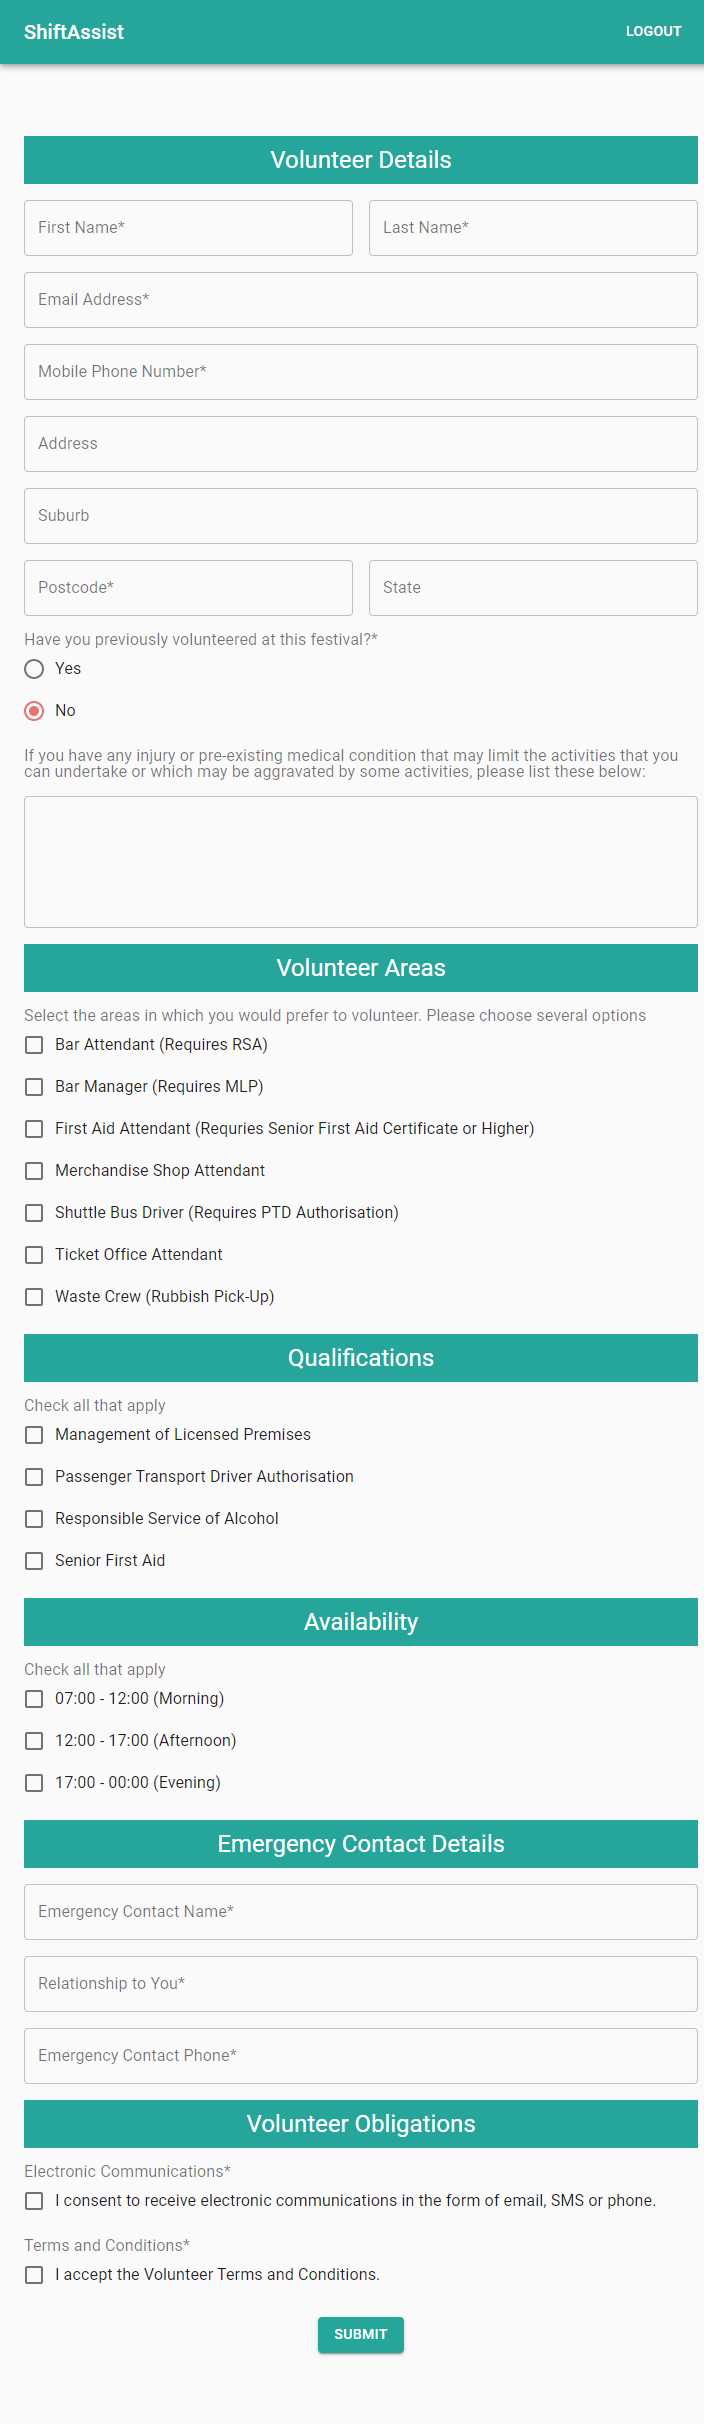 ShiftAssist
LOGOUT
Volunteer Details
First Name*
Last Name*
Email Address*
Mobile Phone Number*
Address
Suburb
Postcode*
State
Have you previously volunteered at this festival?*
Yes
No
If you have any injury or pre-existing medical condition that may limit the activities that you
can undertake or which may be aggravated by some activities, please list these below:
Volunteer Areas
Select the areas in which you would prefer to volunteer. Please choose several options
Bar Attendant (Requires RSA)
Bar Manager (Requires MLP)
First Aid Attendant (Requries Senior First Aid Certificate or Higher)
Merchandise Shop Attendant
Shuttle Bus Driver (Requires PTD Authorisation)
Ticket Office Attendant
Waste Crew (Rubbish Pick-Up)
Qualifications
Check all that apply
Management of Licensed Premises
Passenger Transport Driver Authorisation
Responsible Service of Alcohol
Senior First Aid
Availability
Check all that apply
07:00 - 12:00 (Morning)
12:00 - 17:00 (Afternoon)
17:00 - 00:00 (Evening)
Emergency Contact Details
Emergency Contact Name*
Relationship to You*
Emergency Contact Phone*
Volunteer Obligations
Electronic Communications*
I consent to receive electronic communications in the form of email, SMS or phone.
Terms and Conditions*
I accept the Volunteer Terms and Conditions.
SUBMIT